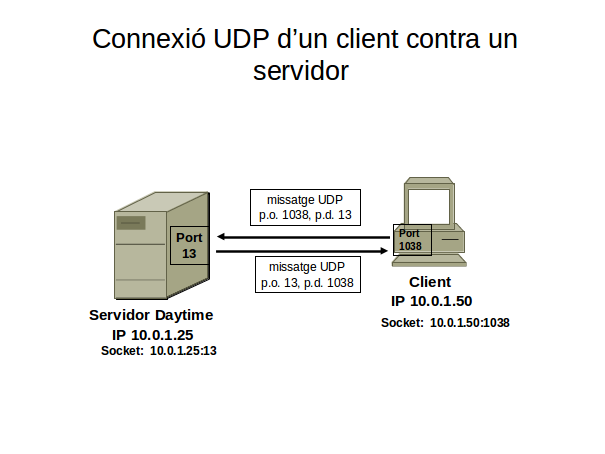 Connexió UDP d’un client contra un
servidor
missatge UDP
p.o. 1038, p.d. 13
Port
13
Port
1038
missatge UDP
p.o. 13, p.d. 1038
Client
IP 10.0.1.50
Socket: 10.0.1.50:1038
Servidor Daytime
IP 10.0.1.25
Socket: 10.0.1.25:13